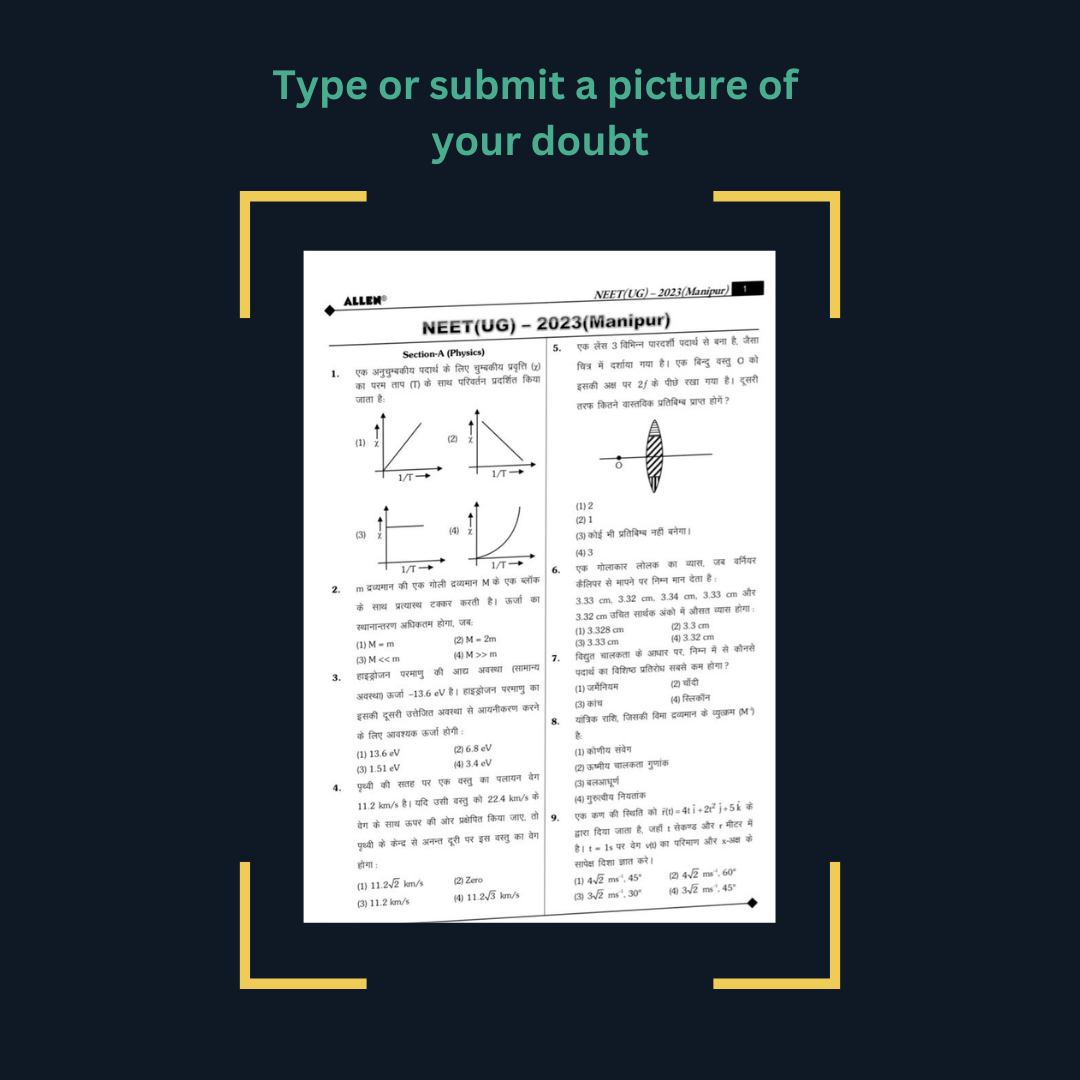 Type or submit a picture of
your doubt
ALLEN®
NEET(UG) – 2023(Manipur)
1
NEET(UG) – 2023(Manipur)
Section-A (Physics)
1. एक अनुचुम्बकीय पदार्थ के लिए चुम्बकीय प्रवृत्ति (χ)
का परम ताप (T) के साथ परिवर्तन प्रदर्शित किया
जाता है:
(1) χ 1/T
(2) χ 1/T
(3) χ 1/T
(4) χ 1/T
2. m द्रव्यमान की एक गोली द्रव्यमान M के एक ब्लॉक
के साथ प्रत्यास्थ टक्कर करती है। ऊर्जा का
स्थानान्तरण अधिकतम होगा, जब:
(1) M = m (2) M = 2m
(3) M << m (4) M >> m
3. हाइड्रोजन परमाणु की आद्य अवस्था (सामान्य
अवस्था) ऊर्जा –13.6 eV है। हाइड्रोजन परमाणु का
इसकी दूसरी उत्तेजित अवस्था से आयनीकरण करने
के लिए आवश्यक ऊर्जा होगी :
(1) 13.6 eV (2) 6.8 eV
(3) 1.51 eV (4) 3.4 eV
4. पृथ्वी की सतह पर एक वस्तु का पलायन वेग
11.2 km/s है। यदि उसी वस्तु को 22.4 km/s के
वेग के साथ ऊपर की ओर प्रक्षेपित किया जाए, तो
पृथ्वी के केन्द्र से अनन्त दूरी पर इस वस्तु का वेग
होगा :
(1) 11.2√2 km/s (2) Zero
(3) 11.2 km/s (4) 11.2√3 km/s
5. एक लेंस 3 विभिन्न पारदर्शी पदार्थ से बना है, जैसा
चित्र में दर्शाया गया है। एक बिन्दु वस्तु O को
इसकी अक्ष पर 2f के पीछे रखा गया है। दूसरी
तरफ कितने वास्तविक प्रतिबिम्ब प्राप्त होगें ?
O
(1) 2
(2) 1
(3) कोई भी प्रतिबिम्ब नहीं बनेगा।
(4) 3
6. एक गोलाकार लोलक का व्यास, जब वर्नियर
कैलिपर से मापने पर निम्न मान देता है :
3.33 cm, 3.32 cm, 3.34 cm, 3.33 cm और
3.32 cm उचित सार्थक अंको में औसत व्यास होगा :
(1) 3.328 cm (2) 3.3 cm
(3) 3.33 cm (4) 3.32 cm
7. विद्युत चालकता के आधार पर, निम्न में से कौनसे
पदार्थ का विशिष्ठ प्रतिरोध सबसे कम होगा ?
(1) जर्मेनियम (2) चाँदी
(3) कांच (4) सिलिकॉन
8. यांत्रिक राशि, जिसकी विमा द्रव्यमान के व्युत्क्रम (M⁻¹)
है:
(1) कोणीय संवेग
(2) ऊष्मीय चालकता गुणांक
(3) बलआघूर्ण
(4) गुरुत्वीय नियतांक
9. एक कण की स्थिति को r⃗(t) = 4t î + 2t² ĵ + 5 k̂ के
द्वारा दिया जाता है, जहाँ t सेकण्ड और r मीटर में
है। t = 1s पर वेग v(t) का परिमाण और x-अक्ष के
सापेक्ष दिशा ज्ञात करे।
(1) 4√2 ms⁻¹, 45° (2) 4√2 ms⁻¹, 60°
(3) 3√2 ms⁻¹, 30° (4) 3√2 ms⁻¹, 45°